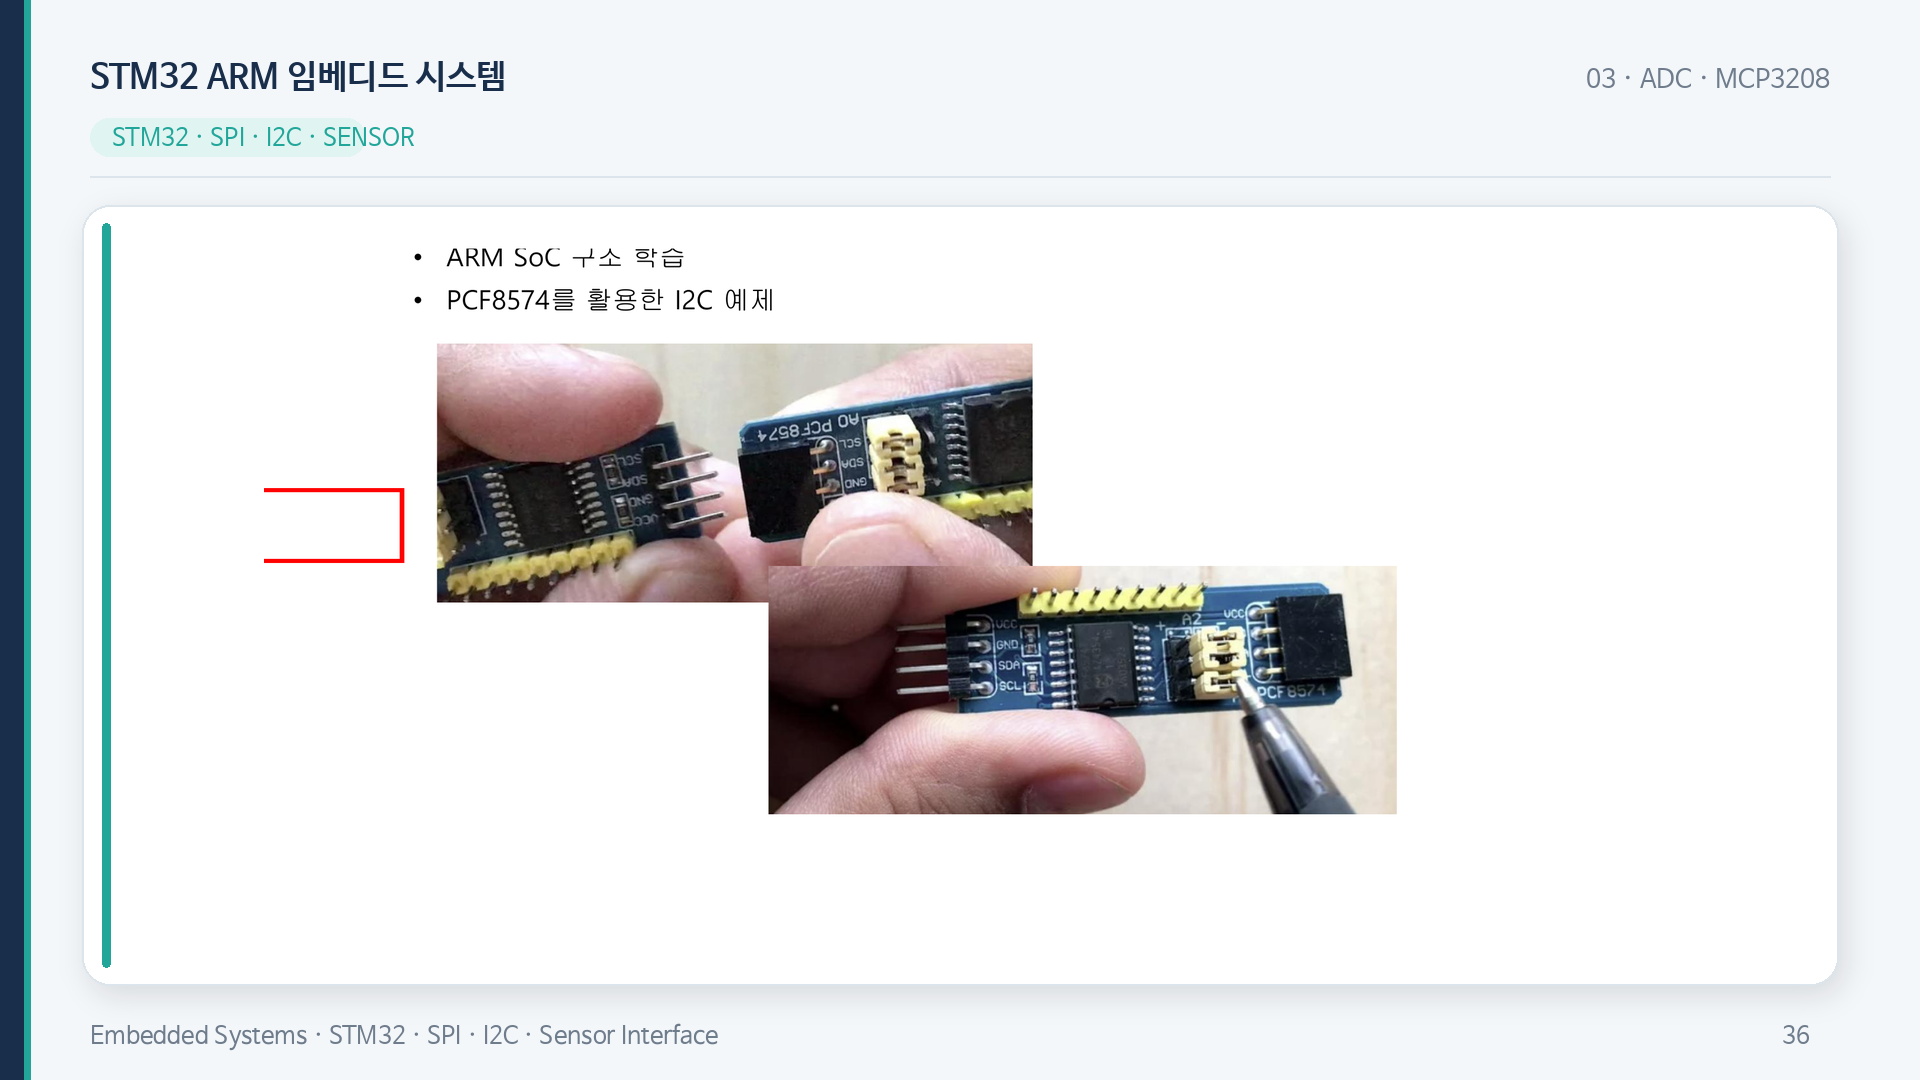 STM32 ARM 임베디드 시스템
03 · ADC · MCP3208
STM32 · SPI · I2C · SENSOR
• ARM SoC 구조 학습
• PCF8574를 활용한 I2C 예제
SCL
SDA
GND
VCC
A0 PCF8574
SCL
SDA
GND
VCC
GND
SDA
SCL
+ A2 -
VCC
PCF8574
Embedded Systems · STM32 · SPI · I2C · Sensor Interface
36